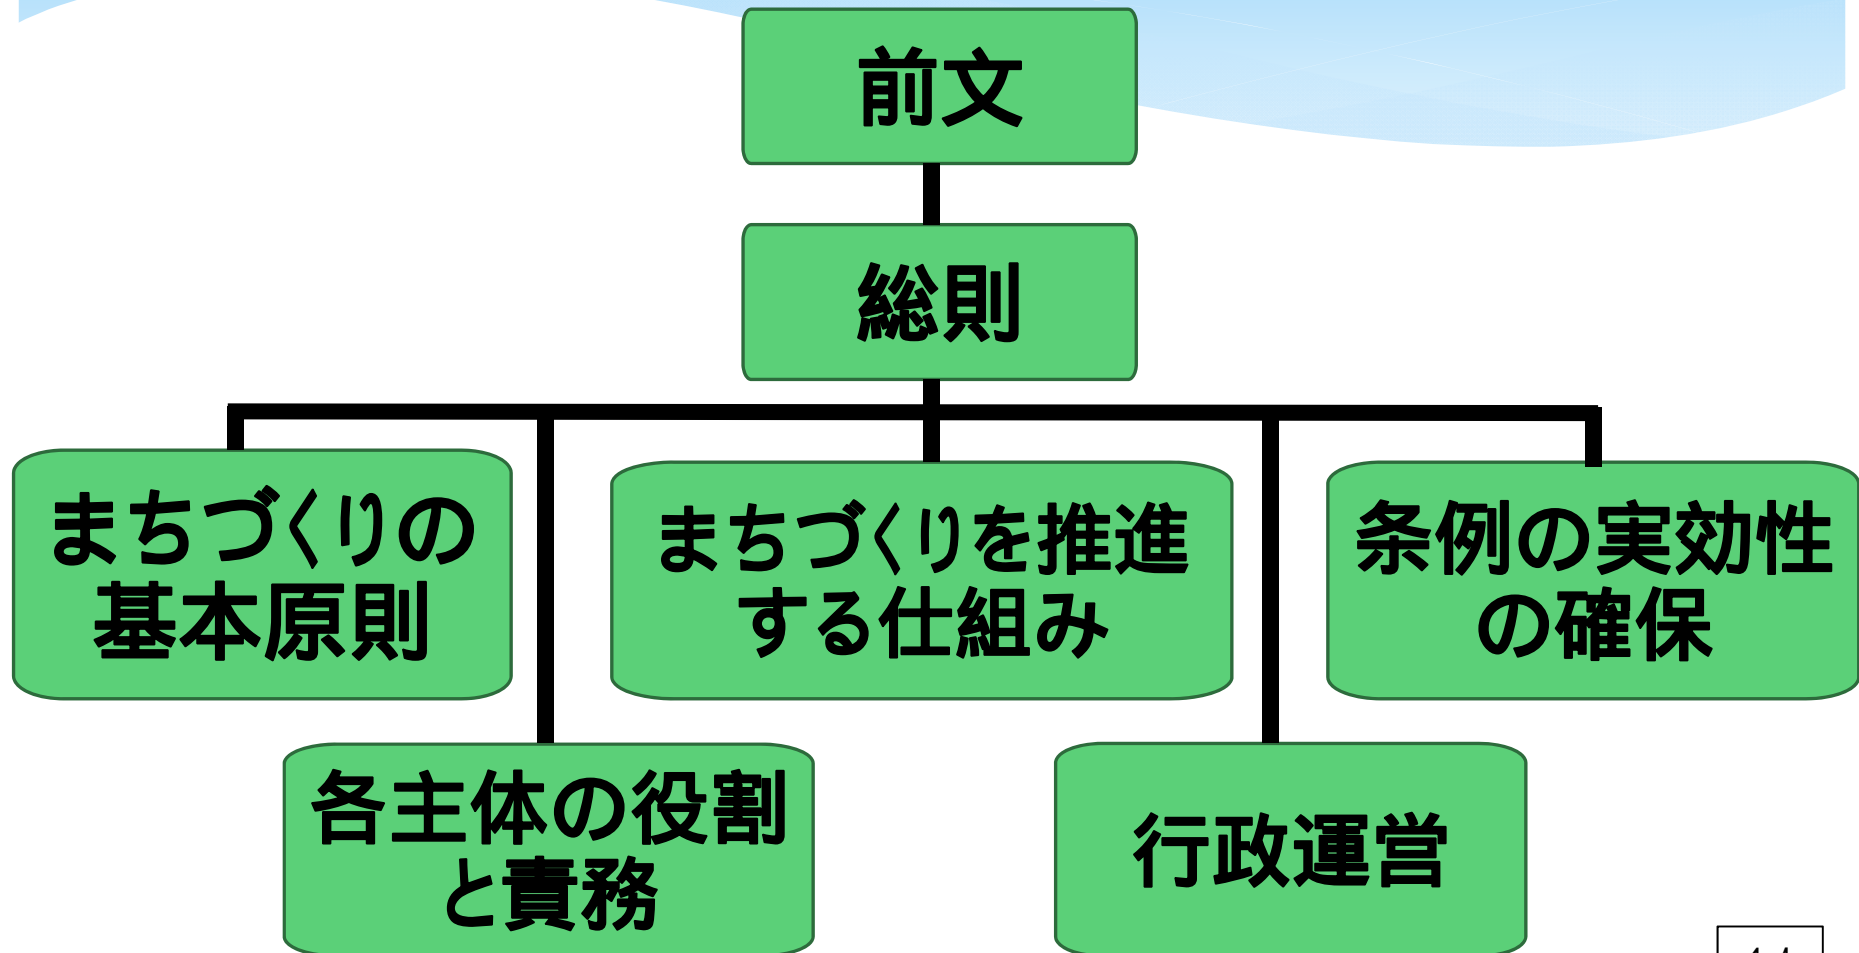 前文
総則
まちづくりの
基本原則
まちづくりを推進
する仕組み
条例の実効性
の確保
各主体の役割
と責務
行政運営